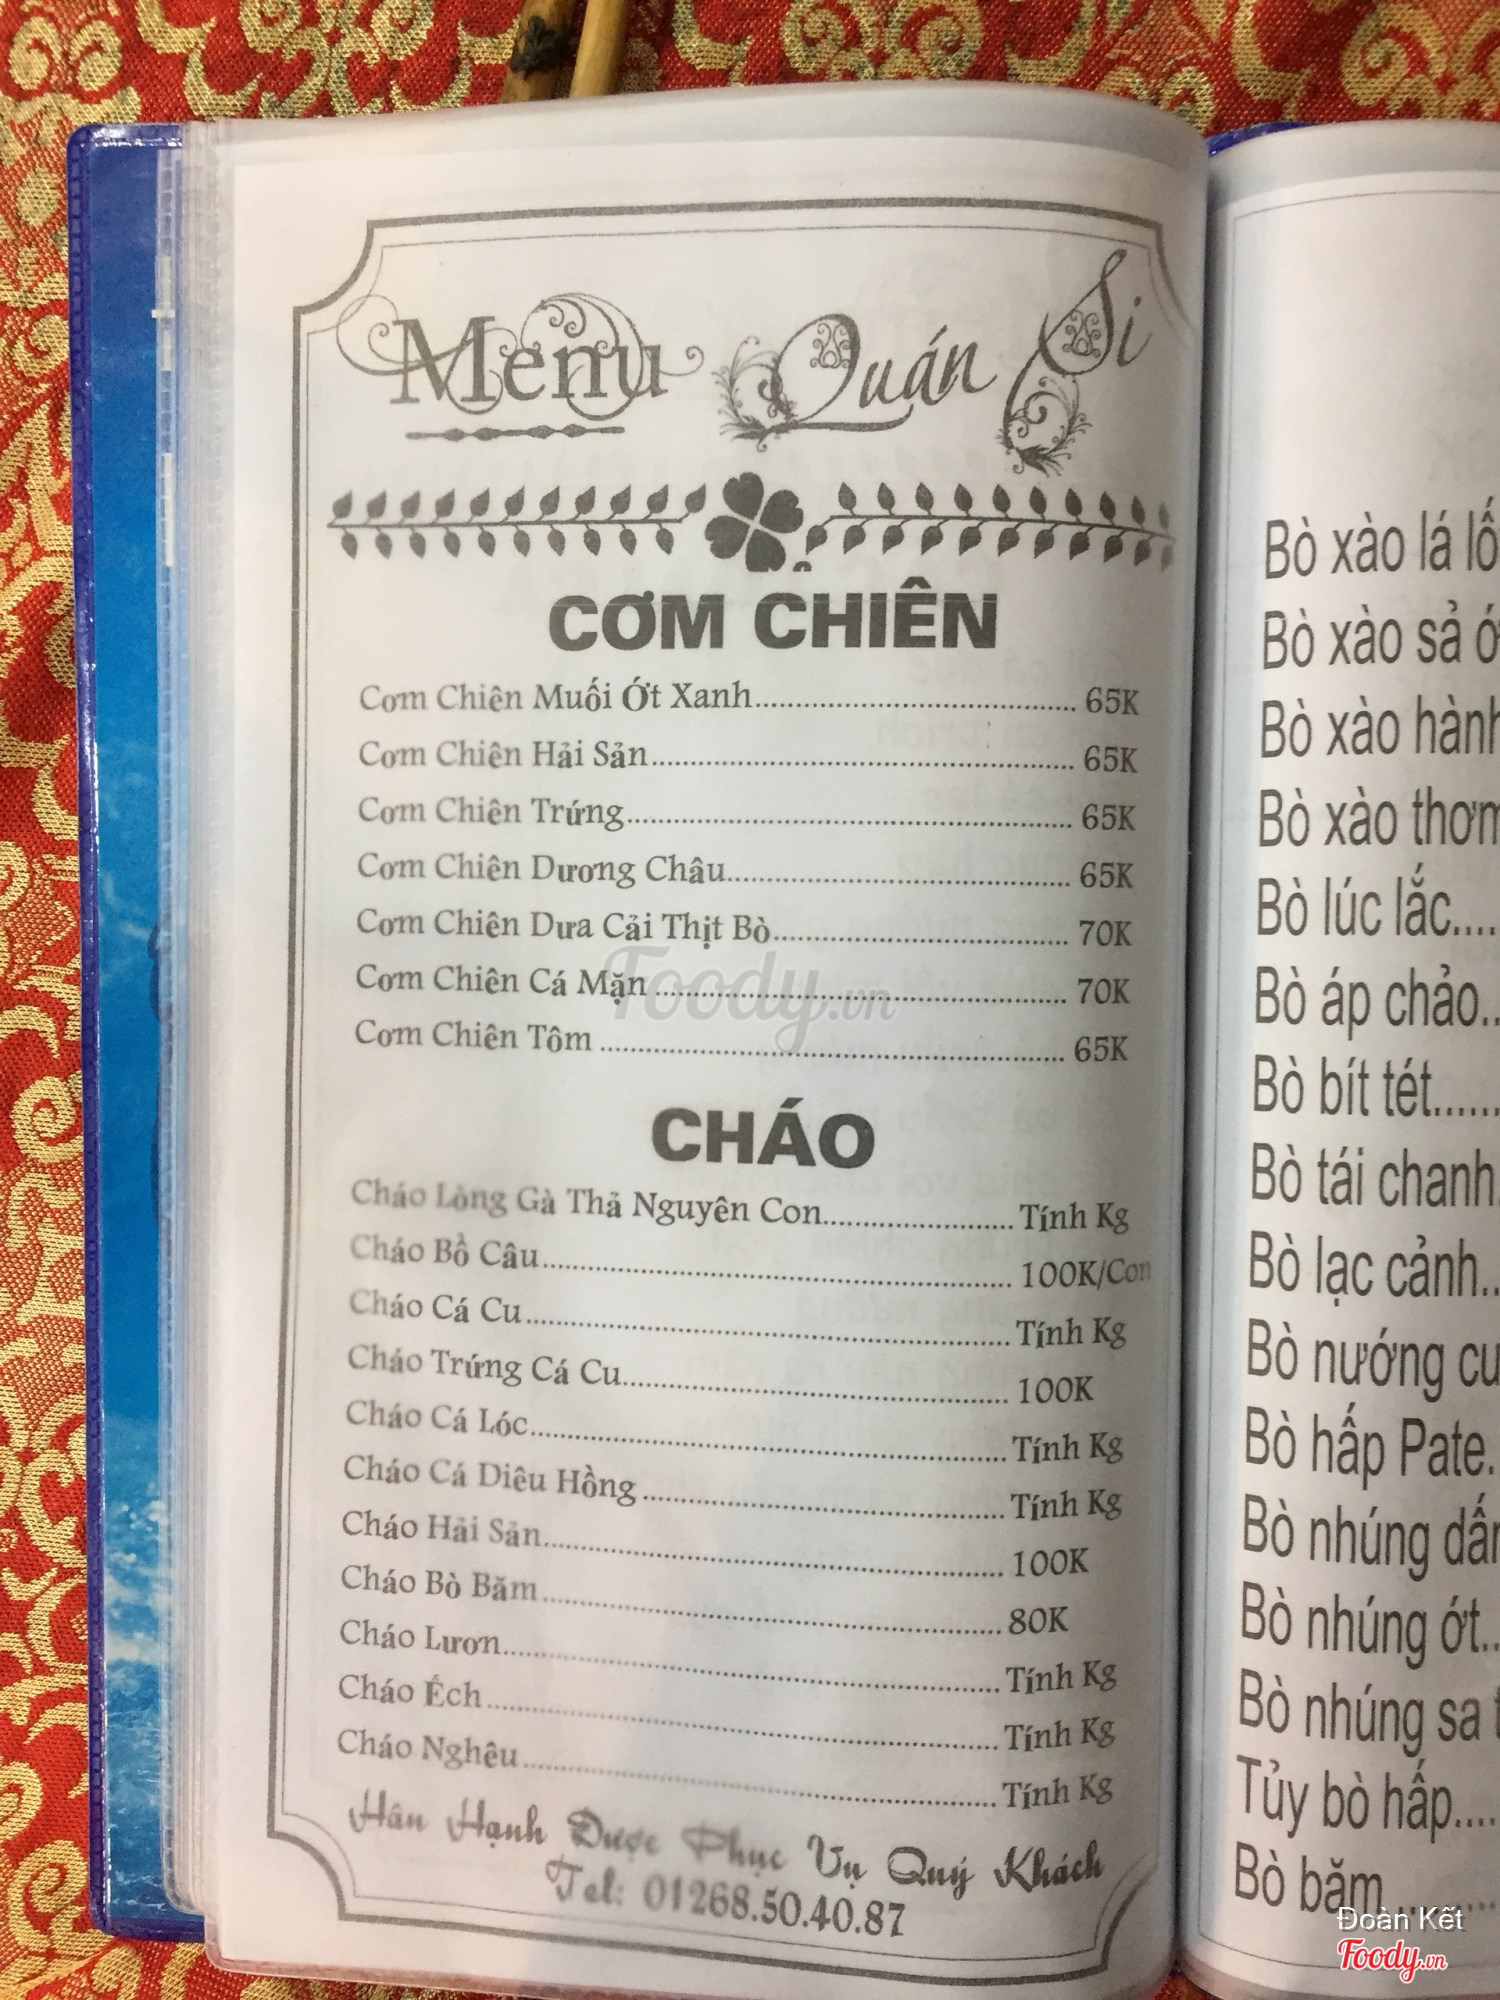 Menu Quán Si
CƠM CHIÊN
Cơm Chiên Muối Ớt Xanh........ 65K
Cơm Chiên Hải Sản........ 65K
Cơm Chiên Trứng........ 65K
Cơm Chiên Dương Châu........ 65K
Cơm Chiên Dưa Cải Thịt Bò........ 70K
Cơm Chiên Cá Mặn........ 70K
Cơm Chiên Tôm........ 65K
Foody.vn
CHÁO
Cháo Lòng Gà Thả Nguyên Con........ Tính Kg
Cháo Bồ Câu........ 100K/Con
Cháo Cá Cu........ Tính Kg
Cháo Trứng Cá Cu........ 100K
Cháo Cá Lóc........ Tính Kg
Cháo Cá Diêu Hồng........ Tính Kg
Cháo Hải Sản........ 100K
Cháo Bò Băm........ 80K
Cháo Lươn........ Tính Kg
Cháo Ếch........ Tính Kg
Cháo Nghêu........ Tính Kg
Hân Hạnh Được Phục Vụ Quý Khách
Tel: 01268.50.40.87
Bò xào lá
Bò xào sả
Bò xào hành
Bò xào thơm
Bò lúc lắc....
Bò áp chảo..
Bò bít tét......
Bò tái chanh
Bò lạc cảnh..
Bò nướng
Bò hấp Pate.
Bò nhúng
Bò nhúng ớt..
Bò nhúng sa
Tủy bò hấp....
Bò băm........
Đoàn Kết
Foody.vn